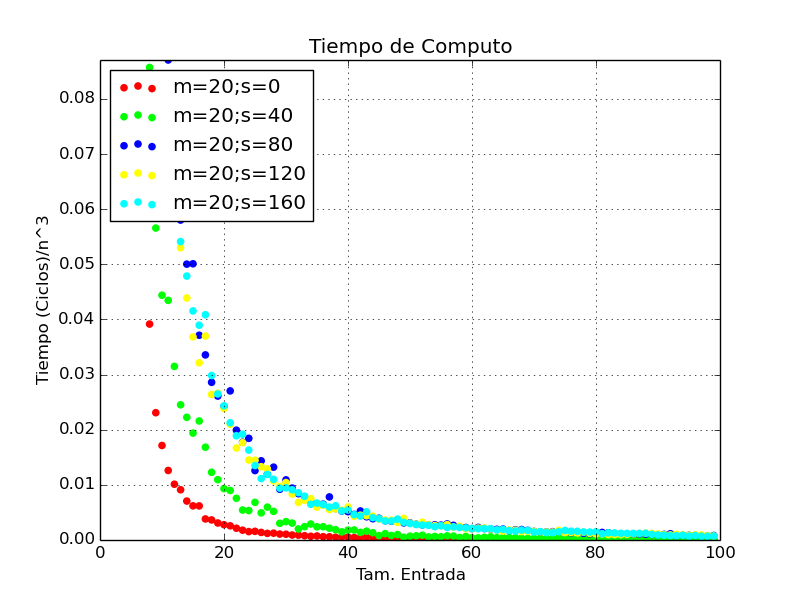 Tiempo de Computo
m=20;s=0
m=20;s=40
m=20;s=80
m=20;s=120
m=20;s=160
Tiempo (Ciclos)/n^3
0.08
0.07
0.06
0.05
0.04
0.03
0.02
0.01
0.00
0 20 40 60 80 100
Tam. Entrada